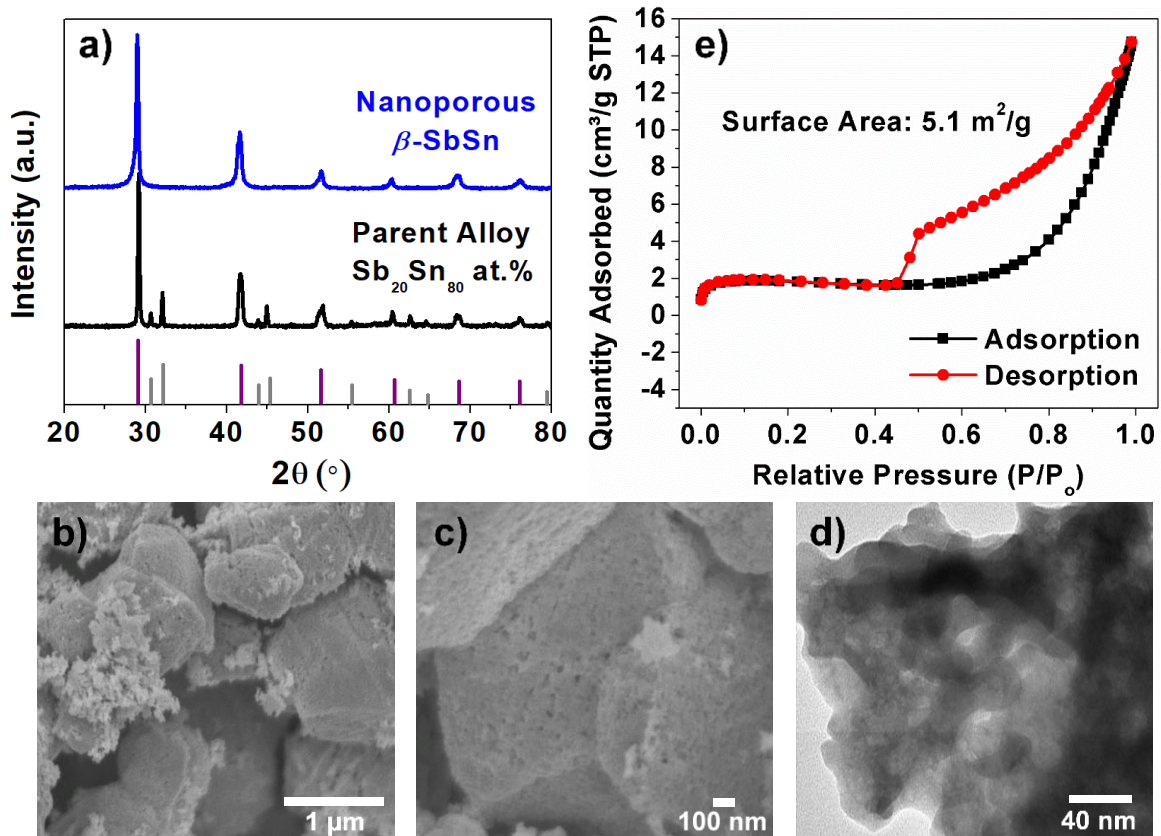 a)
Nanoporous
β-SbSn
Parent Alloy
Sb₂₀Sn₈₀ at.%
Intensity (a.u.)
20 30 40 50 60 70 80
2θ (°)
e)
16
14
12
10
8
6
4
2
0
-2
-4
Quantity Adsorbed (cm³/g STP)
Surface Area: 5.1 m²/g
Adsorption
Desorption
0.0 0.2 0.4 0.6 0.8 1.0
Relative Pressure (P/Pₒ)
b)
1 µm
c)
100 nm
d)
40 nm